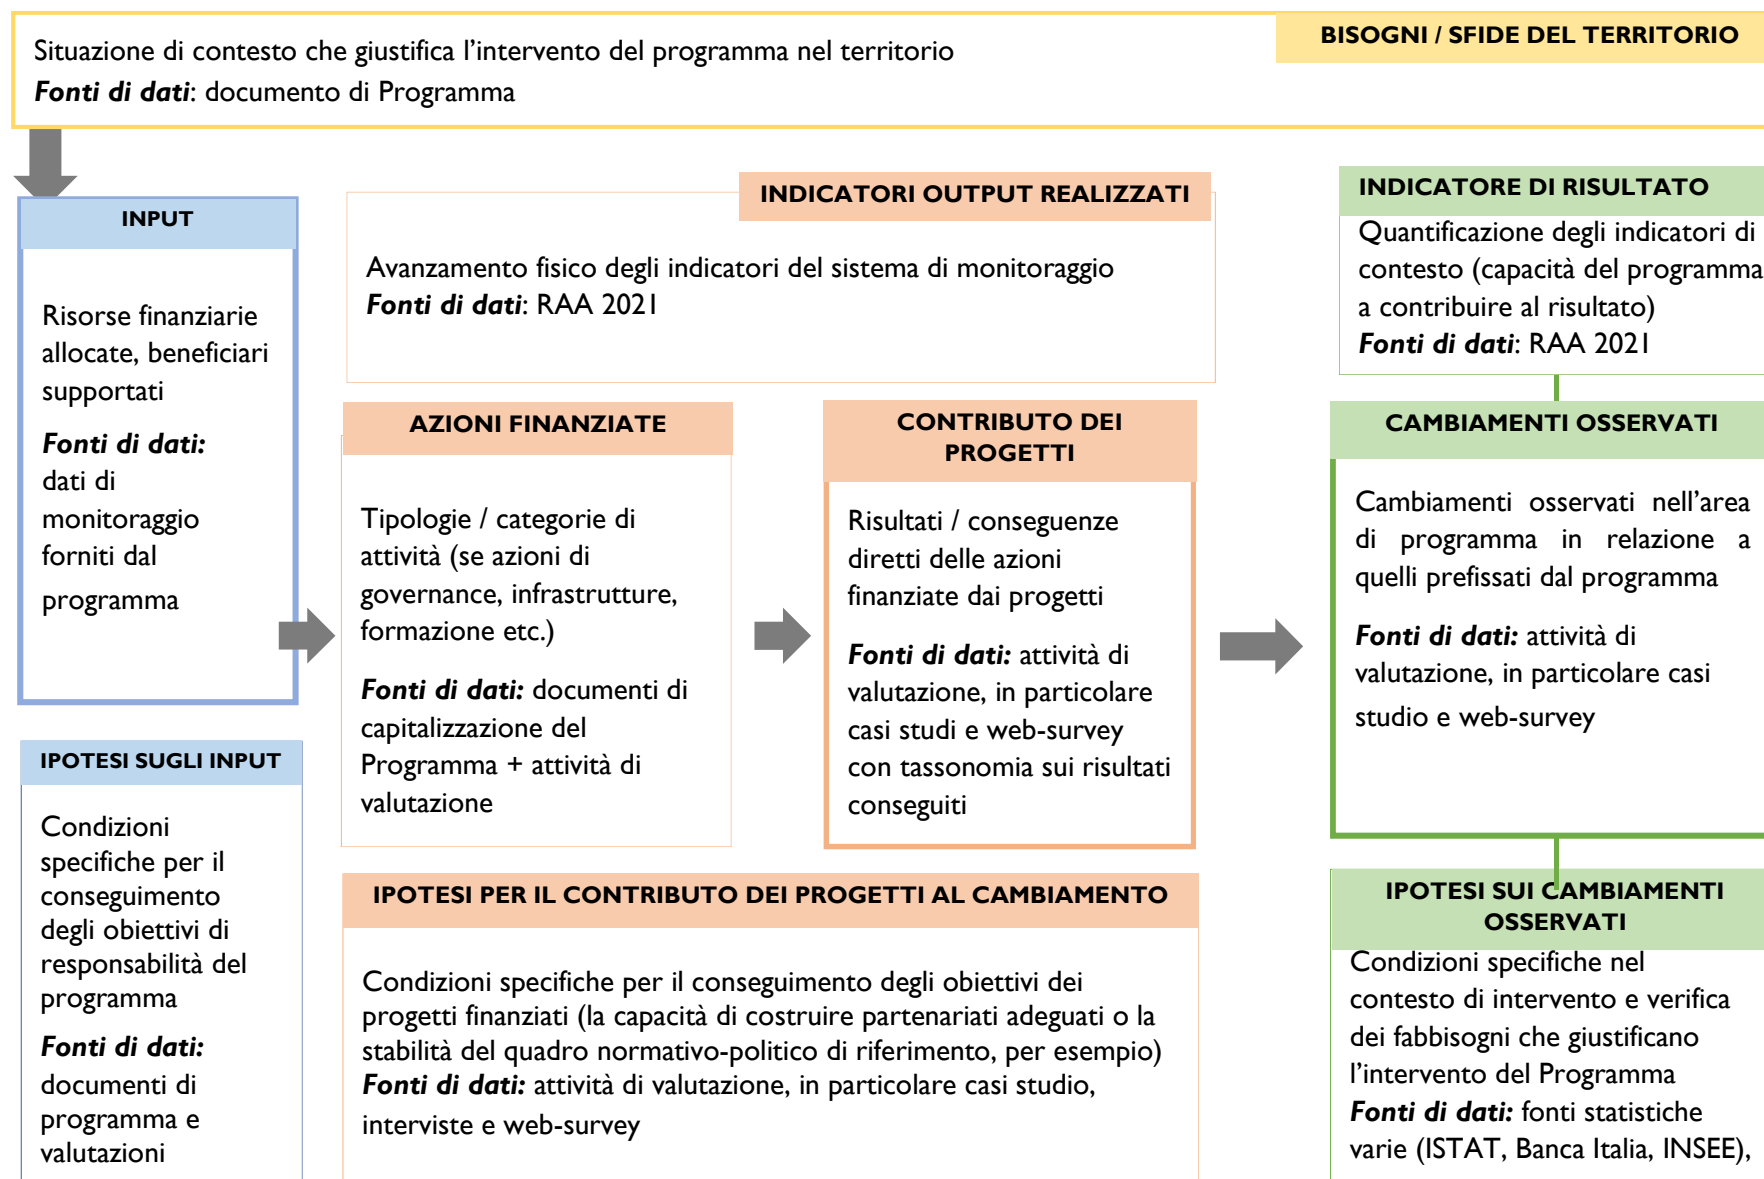 BISOGNI / SFIDE DEL TERRITORIO
Situazione di contesto che giustifica l’intervento del programma nel territorio
Fonti di dati: documento di Programma
INPUT
Risorse finanziarie
allocate, beneficiari
supportati
Fonti di dati:
dati di
monitoraggio
forniti dal
programma
IPOTESI SUGLI INPUT
Condizioni
specifiche per il
conseguimento
degli obiettivi di
responsabilità del
programma
Fonti di dati:
documenti di
programma e
valutazioni
INDICATORI OUTPUT REALIZZATI
Avanzamento fisico degli indicatori del sistema di monitoraggio
Fonti di dati: RAA 2021
AZIONI FINANZIATE
Tipologie / categorie di
attività (se azioni di
governance, infrastrutture,
formazione etc.)
Fonti di dati: documenti di
capitalizzazione del
Programma + attività di
valutazione
CONTRIBUTO DEI
PROGETTI
Risultati / conseguenze
diretti delle azioni
finanziate dai progetti
Fonti di dati: attività di
valutazione, in particolare
casi studi e web-survey
con tassonomia sui risultati
conseguiti
IPOTESI PER IL CONTRIBUTO DEI PROGETTI AL CAMBIAMENTO
Condizioni specifiche per il conseguimento degli obiettivi dei
progetti finanziati (la capacità di costruire partenariati adeguati o la
stabilità del quadro normativo-politico di riferimento, per esempio)
Fonti di dati: attività di valutazione, in particolare casi studio,
interviste e web-survey
INDICATORE DI RISULTATO
Quantificazione degli indicatori di
contesto (capacità del programma
a contribuire al risultato)
Fonti di dati: RAA 2021
CAMBIAMENTI OSSERVATI
Cambiamenti osservati nell’area
di programma in relazione a
quelli prefissati dal programma
Fonti di dati: attività di
valutazione, in particolare casi
studio e web-survey
IPOTESI SUI CAMBIAMENTI
OSSERVATI
Condizioni specifiche nel
contesto di intervento e verifica
dei fabbisogni che giustificano
l’intervento del Programma
Fonti di dati: fonti statistiche
varie (ISTAT, Banca Italia, INSEE),